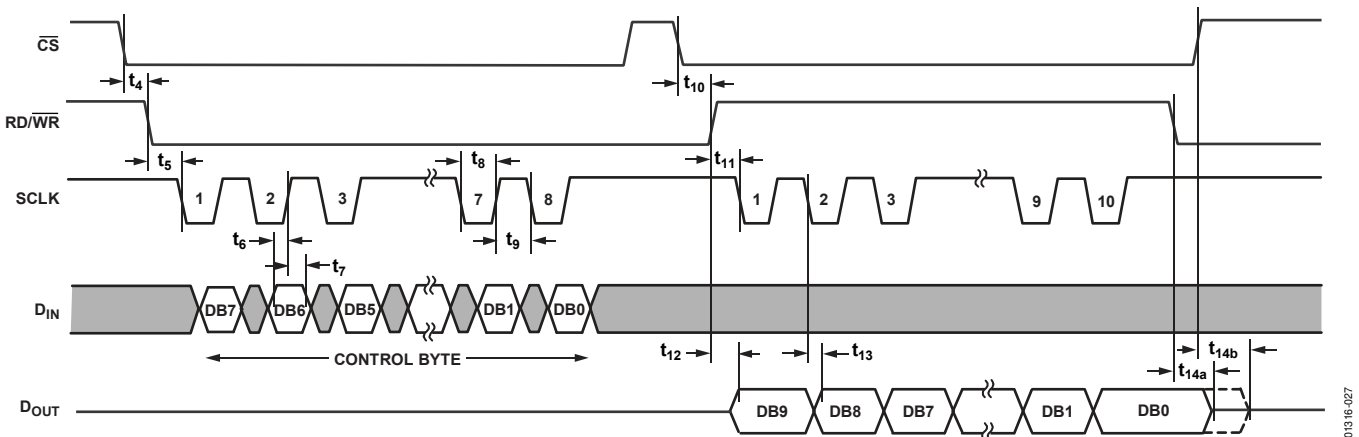 CS
t4
t10
RD/WR
t5
t8
t11
SCLK
1
2
3
7
8
1
2
3
9
10
t6
t9
t7
DIN
DB7
DB6
DB5
DB1
DB0
CONTROL BYTE
t12
t13
t14b
t14a
DOUT
DB9
DB8
DB7
DB1
DB0
01316-027